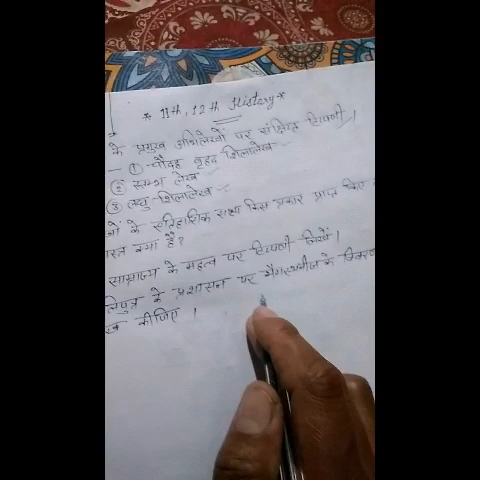 * 11th, 12th History *
के प्रमुख अभिलेखों पर संक्षिप्त टिप्पणी ।
- ① चौदह वृहद शिलालेख
② स्तम्भ लेख
③ लघु शिलालेख
के ऐतिहासिक साक्ष्य किस प्रकार प्राप्त किए
क्या है?
साम्राज्य के महत्व पर टिप्पणी लिखें।
के प्रशासन पर मैगस्थनीज के विवरण
कीजिए ।